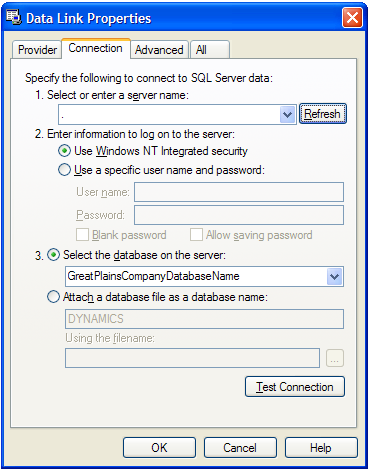 Data Link Properties
Provider Connection Advanced All
Specify the following to connect to SQL Server data:
1. Select or enter a server name:
. Refresh
2. Enter information to log on to the server:
Use Windows NT Integrated security
Use a specific user name and password:
User name:
Password:
Blank password Allow saving password
3. Select the database on the server:
GreatPlainsCompanyDatabaseName
Attach a database file as a database name:
DYNAMICS
Using the filename:
...
Test Connection
OK Cancel Help